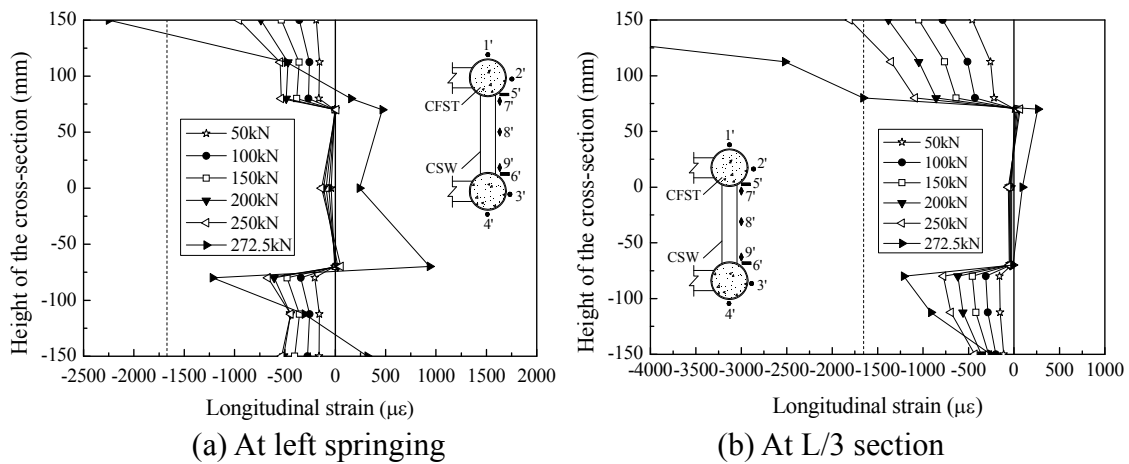 Height of the cross-section (mm)
150
100
50
0
-50
-100
-150
-2500 -2000 -1500 -1000 -500 0 500 1000 1500 2000
Longitudinal strain (με)
50kN
100kN
150kN
200kN
250kN
272.5kN
1'
2'
5'
7'
CFST
8'
CSW
9'
6'
3'
4'
(a) At left springing
Height of the cross-section (mm)
150
100
50
0
-50
-100
-150
-4000 -3500 -3000 -2500 -2000 -1500 -1000 -500 0 500 1000
Longitudinal strain (με)
1'
2'
CFST
5'
7'
8'
CSW
9'
6'
3'
4'
50kN
100kN
150kN
200kN
250kN
272.5kN
(b) At L/3 section